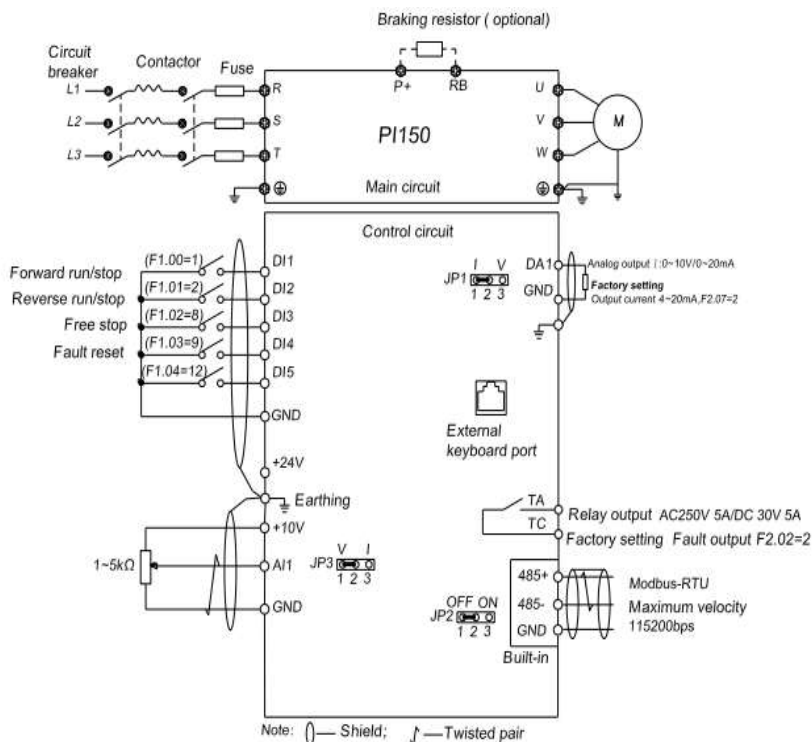 Braking resistor ( optional)
Circuit breaker
Contactor
Fuse
P+ RB
L1 R U
L2 S V M
PI150
L3 T W
Main circuit
Control circuit
(F1.00=1) DI1
Forward run/stop
(F1.01=2) DI2
Reverse run/stop
(F1.02=8) DI3
Free stop
(F1.03=9) DI4
Fault reset
(F1.04=12) DI5
GND
+24V
Earthing
+10V
1~5kΩ
AI1
GND
JP3
V I
1 2 3
I V
JP1
1 2 3
DA1
GND
Analog output :0~10V/0~20mA
Factory setting
Output current 4~20mA,F2.07=2
External
keyboard port
TA
TC
Relay output AC250V 5A/DC 30V 5A
Factory setting Fault output F2.02=2
OFF ON
JP2
1 2 3
485+
485-
GND
Built-in
Modbus-RTU
Maximum velocity
115200bps
Note: — Shield; —Twisted pair